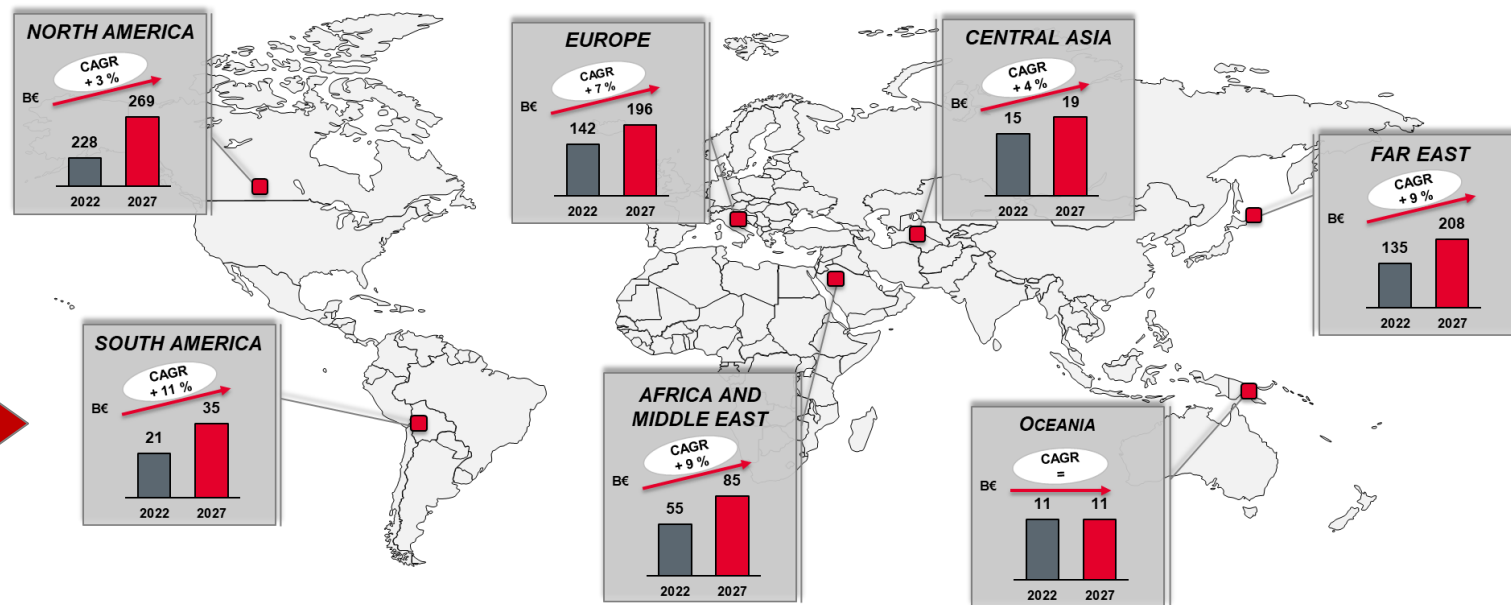 NORTH AMERICA
CAGR
+ 3 %
B€
269
228
2022 2027
EUROPE
CAGR
+ 7 %
B€
196
142
2022 2027
CENTRAL ASIA
CAGR
+ 4 %
B€
19
15
2022 2027
FAR EAST
CAGR
+ 9 %
B€
208
135
2022 2027
SOUTH AMERICA
CAGR
+ 11 %
B€
35
21
2022 2027
AFRICA AND
MIDDLE EAST
CAGR
+ 9 %
B€
85
55
2022 2027
OCEANIA
CAGR
=
B€
11 11
2022 2027